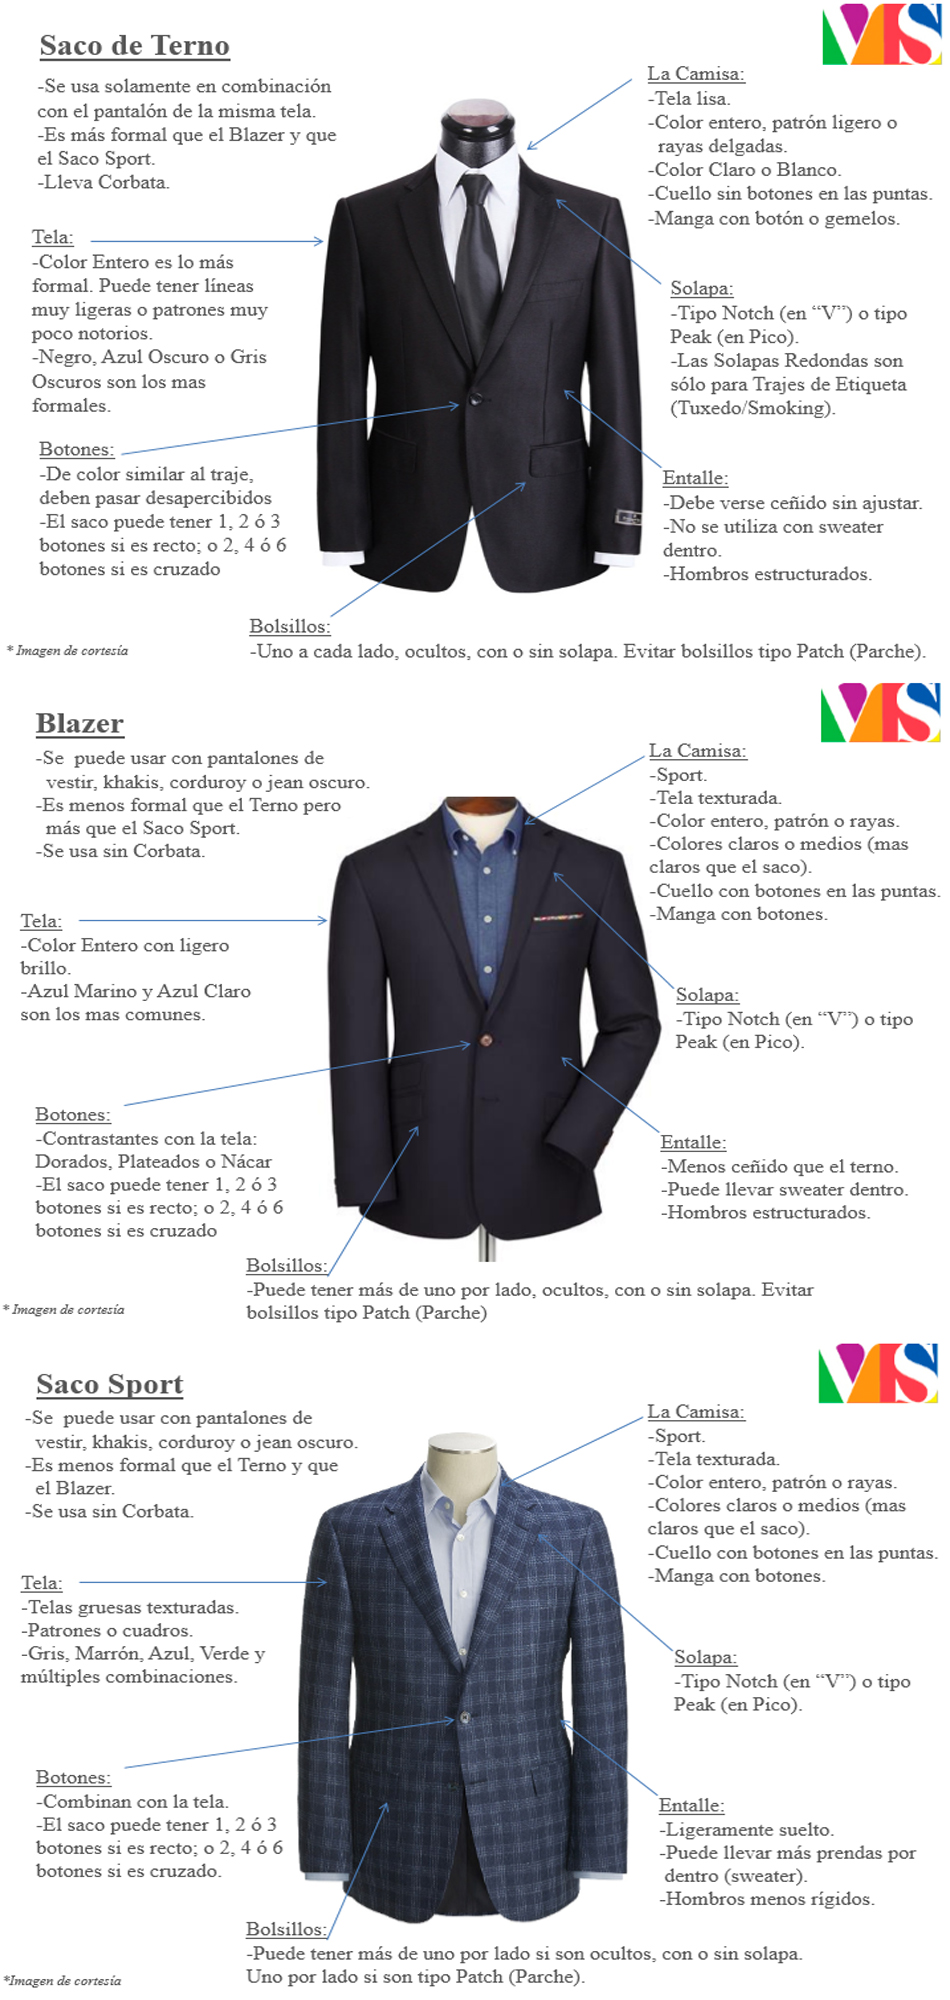 Saco de Terno
VIS
-Se usa solamente en combinación
con el pantalón de la misma tela.
-Es más formal que el Blazer y que
el Saco Sport.
-Lleva Corbata.
La Camisa:
-Tela lisa.
-Color entero, patrón ligero o
rayas delgadas.
-Color Claro o Blanco.
-Cuello sin botones en las puntas.
-Manga con botón o gemelos.
Tela:
-Color Entero es lo más
formal. Puede tener líneas
muy ligeras o patrones muy
poco notorios.
-Negro, Azul Oscuro o Gris
Oscuros son los mas
formales.
Solapa:
-Tipo Notch (en “V”) o tipo
Peak (en Pico).
-Las Solapas Redondas son
sólo para Trajes de Etiqueta
(Tuxedo/Smoking).
Botones:
-De color similar al traje,
deben pasar desapercibidos
-El saco puede tener 1, 2 ó 3
botones si es recto; o 2, 4 ó 6
botones si es cruzado
Entalle:
-Debe verse ceñido sin ajustar.
-No se utiliza con sweater
dentro.
-Hombros estructurados.
Bolsillos:
-Uno a cada lado, ocultos, con o sin solapa. Evitar bolsillos tipo Patch (Parche).
* Imagen de cortesía
Blazer
VIS
-Se  puede usar con pantalones de
vestir, khakis, corduroy o jean oscuro.
-Es menos formal que el Terno pero
más que el Saco Sport.
-Se usa sin Corbata.
La Camisa:
-Sport.
-Tela texturada.
-Color entero, patrón o rayas.
-Colores claros o medios (mas
claros que el saco).
-Cuello con botones en las puntas.
-Manga con botones.
Tela:
-Color Entero con ligero
brillo.
-Azul Marino y Azul Claro
son los mas comunes.
Solapa:
-Tipo Notch (en “V”) o tipo
Peak (en Pico).
Botones:
-Contrastantes con la tela:
Dorados, Plateados o Nácar
-El saco puede tener 1, 2 ó 3
botones si es recto; o 2, 4 ó 6
botones si es cruzado
Entalle:
-Menos ceñido que el terno.
-Puede llevar sweater dentro.
-Hombros estructurados.
Bolsillos:
-Puede tener más de uno por lado, ocultos, con o sin solapa. Evitar
bolsillos tipo Patch (Parche)
* Imagen de cortesía
Saco Sport
VIS
-Se  puede usar con pantalones de
vestir, khakis, corduroy o jean oscuro.
-Es menos formal que el Terno y que
el Blazer.
-Se usa sin Corbata.
La Camisa:
-Sport.
-Tela texturada.
-Color entero, patrón o rayas.
-Colores claros o medios (mas
claros que el saco).
-Cuello con botones en las puntas.
-Manga con botones.
Tela:
-Telas gruesas texturadas.
-Patrones o cuadros.
-Gris, Marrón, Azul, Verde y
múltiples combinaciones.
Solapa:
-Tipo Notch (en “V”) o tipo
Peak (en Pico).
Botones:
-Combinan con la tela.
-El saco puede tener 1, 2 ó 3
botones si es recto; o 2, 4 ó 6
botones si es cruzado.
Entalle:
-Ligeramente suelto.
-Puede llevar más prendas por
dentro (sweater).
-Hombros menos rígidos.
Bolsillos:
-Puede tener más de uno por lado si son ocultos, con o sin solapa.
Uno por lado si son tipo Patch (Parche).
*Imagen de cortesía